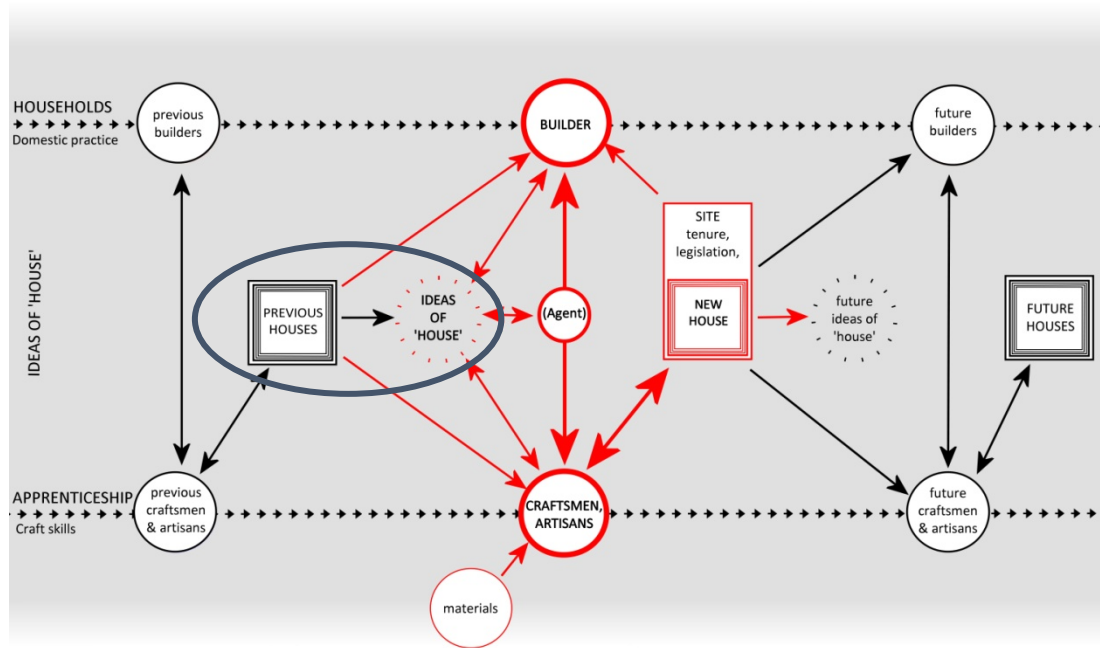 HOUSEHOLDS
Domestic practice
previous
builders
BUILDER
future
builders
IDEAS OF 'HOUSE'
PREVIOUS
HOUSES
IDEAS
OF
'HOUSE'
(Agent)
SITE
tenure,
legislation,
NEW
HOUSE
future
ideas of
'house'
FUTURE
HOUSES
APPRENTICESHIP
Craft skills
previous
craftsmen
& artisans
CRAFTSMEN,
ARTISANS
future
craftsmen
& artisans
materials